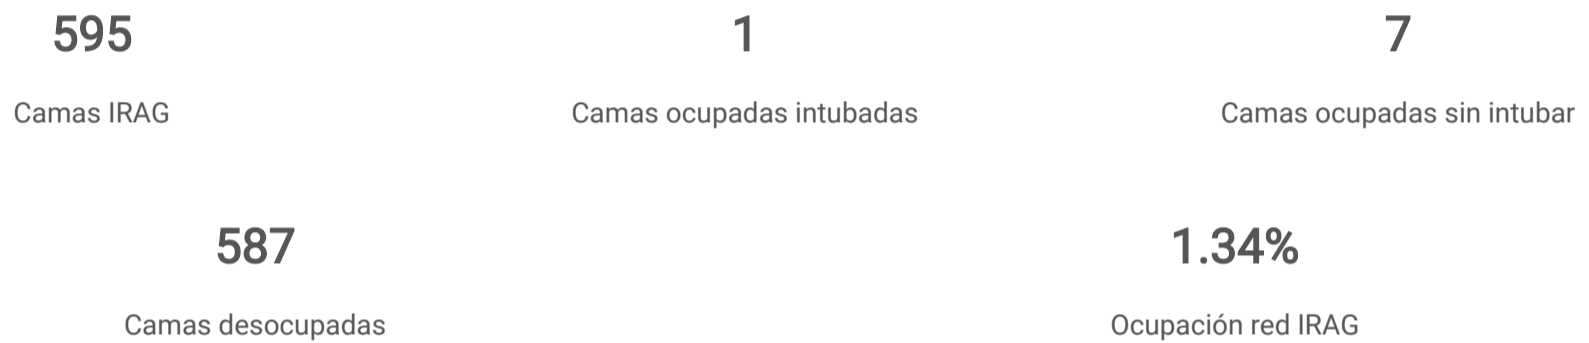 595
Camas IRAG
1
Camas ocupadas intubadas
7
Camas ocupadas sin intubar
587
Camas desocupadas
1.34%
Ocupación red IRAG